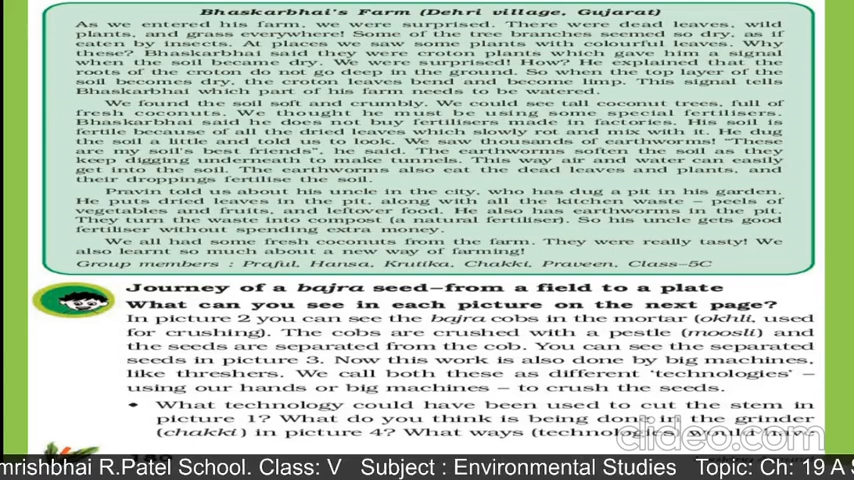 Bhaskarbhai's Farm (Dehri village, Gujarat)
As we entered his farm, we were surprised. There were dead leaves, wild
plants, and grass everywhere! Some of the tree branches seemed so dry, as if
eaten by insects. At places we saw some plants with colourful leaves. Why
these? Bhaskarbhai said they were croton plants which gave him a signal
when the soil became dry. We were surprised! How? He explained that the
roots of the croton do not go deep in the ground. So when the top layer of the
soil becomes dry, the croton leaves bend and become limp. This signal tells
Bhaskarbhai which part of his farm needs to be watered.
We found the soil soft and crumbly. We could see tall coconut trees, full of
fresh coconuts. We thought he must be using some special fertilisers.
Bhaskarbhai said he does not buy fertilisers made in factories. His soil is
fertile because of all the dried leaves which slowly rot and mix with it. He dug
the soil a little and told us to look. We saw thousands of earthworms! “These
are my soil's best friends”, he said. The earthworms soften the soil as they
keep digging underneath to make tunnels. This way air and water can easily
get into the soil. The earthworms also eat the dead leaves and plants, and
their droppings fertilise the soil.
Pravin told us about his uncle in the city, who has dug a pit in his garden.
He puts dried leaves in the pit, along with all the kitchen waste – peels of
vegetables and fruits, and leftover food. He also has earthworms in the pit.
They turn the waste into compost (a natural fertiliser). So his uncle gets good
fertiliser without spending extra money.
We all had some fresh coconuts from the farm. They were really tasty! We
also learnt so much about a new way of farming!
Group members : Praful, Hansa, Krutika, Chakki, Praveen, Class–5C
Journey of a bajra seed–from a field to a plate
What can you see in each picture on the next page?
In picture 2 you can see the bajra cobs in the mortar (okhli, used
for crushing). The cobs are crushed with a pestle (moosli) and
the seeds are separated from the cob. You can see the separated
seeds in picture 3. Now this work is also done by big machines,
like threshers. We call both these as different ‘technologies’ –
using our hands or big machines – to crush the seeds.
• What technology could have been used to cut the stem in
picture 1? What do you think is being done in the grinder
(chakki) in picture 4? What ways (technologies) would
clideo.com
mrishbhai R.Patel School. Class: V Subject : Environmental Studies Topic: Ch: 19 A S